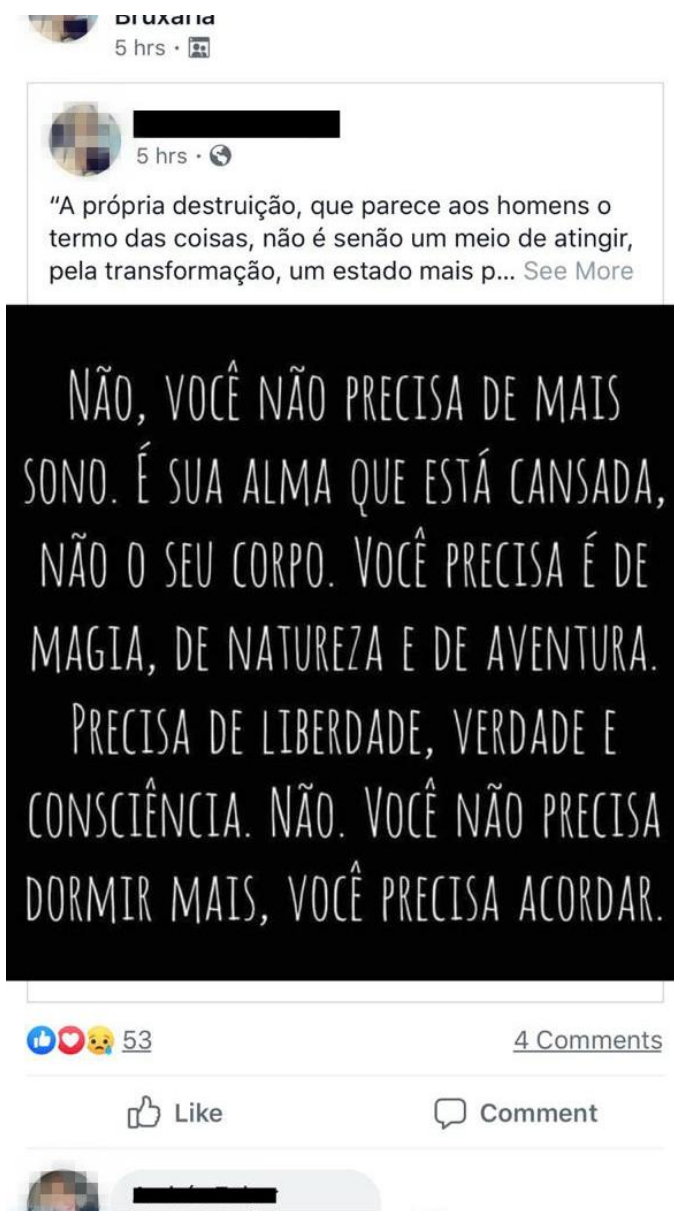 Bruxaria
5 hrs ·
5 hrs ·
“A própria destruição, que parece aos homens o
termo das coisas, não é senão um meio de atingir,
pela transformação, um estado mais p... See More
NÃO, VOCÊ NÃO PRECISA DE MAIS
SONO. É SUA ALMA QUE ESTÁ CANSADA,
NÃO O SEU CORPO. VOCÊ PRECISA É DE
MAGIA, DE NATUREZA E DE AVENTURA.
PRECISA DE LIBERDADE, VERDADE E
CONSCIÊNCIA. NÃO. VOCÊ NÃO PRECISA
DORMIR MAIS, VOCÊ PRECISA ACORDAR.
53 4 Comments
Like Comment